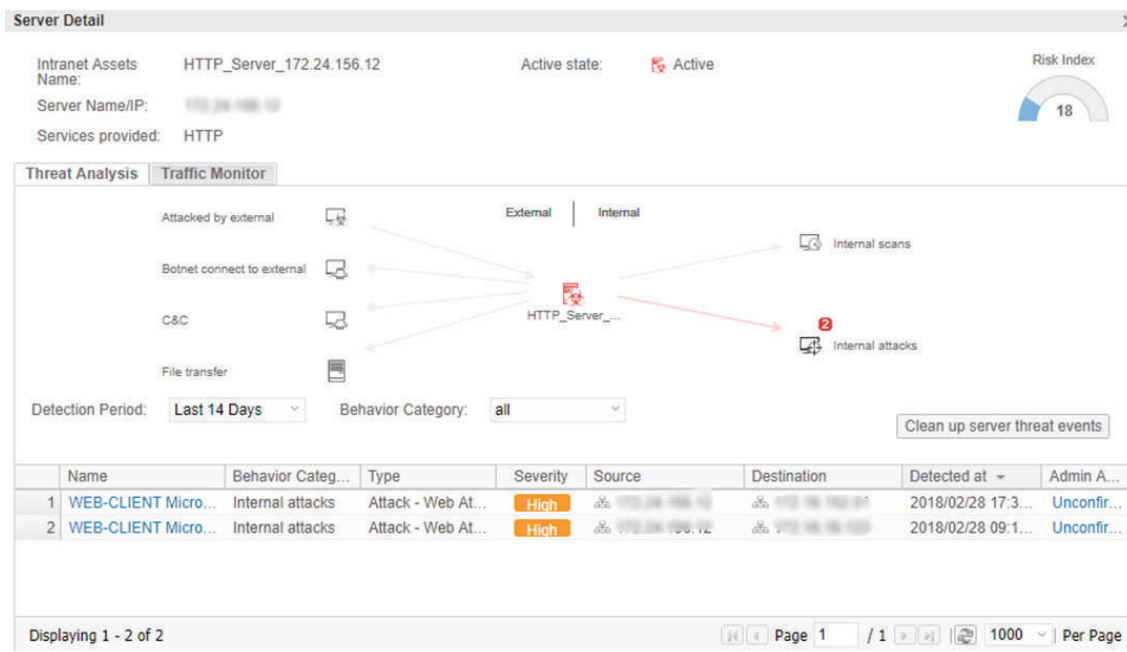 Server Detail
Intranet Assets Name: HTTP_Server_172.24.156.12 Active state: Active Risk Index
Server Name/IP: 18
Services provided: HTTP
Threat Analysis Traffic Monitor
Attacked by external External Internal
Internal scans
Botnet connect to external
HTTP_Server_...
C&C 2
Internal attacks
File transfer
Detection Period: Last 14 Days Behavior Category: all
Clean up server threat events
Name Behavior Categ... Type Severity Source Destination Detected at Admin A...
1 WEB-CLIENT Micro... Internal attacks Attack - Web At... High 2018/02/28 17:3... Unconfir...
2 WEB-CLIENT Micro... Internal attacks Attack - Web At... High 2018/02/28 09:1... Unconfir...
Displaying 1 - 2 of 2 Page 1 / 1 1000 Per Page